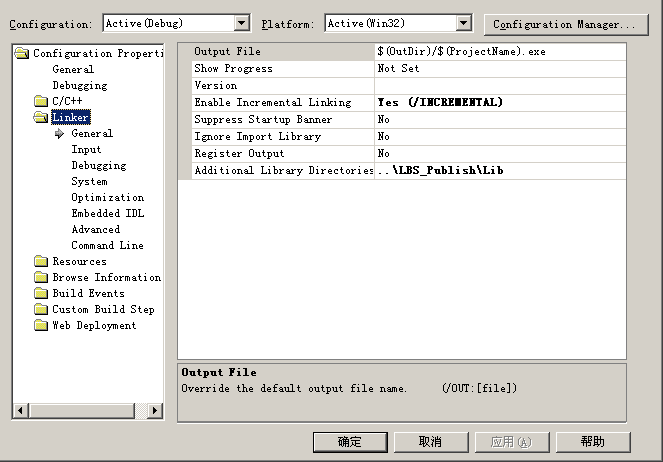 Configuration: Active(Debug) Platform: Active(Win32) Configuration Manager...
Configuration Properti
General
Debugging
C/C++
Linker
General
Input
Debugging
System
Optimization
Embedded IDL
Advanced
Command Line
Resources
Browse Information
Build Events
Custom Build Step
Web Deployment
Output File $(OutDir)/$(ProjectName).exe
Show Progress Not Set
Version
Enable Incremental Linking Yes (/INCREMENTAL)
Suppress Startup Banner No
Ignore Import Library No
Register Output No
Additional Library Directories ..\LBS_Publish\Lib
Output File
Override the default output file name. (/OUT:[file])
确定 取消 应用(A) 帮助